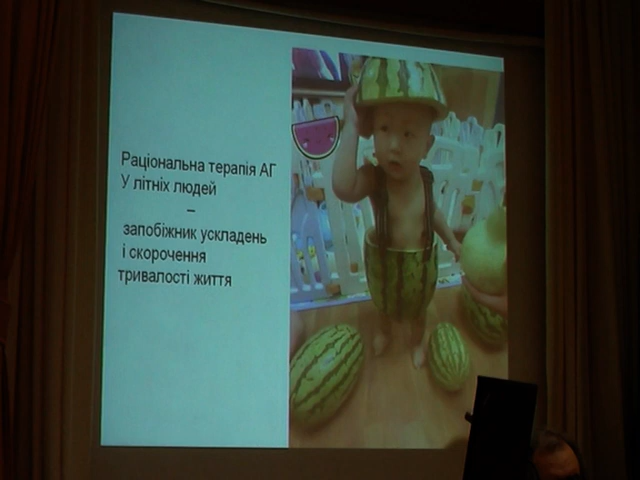 Раціональна терапія АГ
У літніх людей
–
запобіжник ускладень
і скорочення
тривалості життя